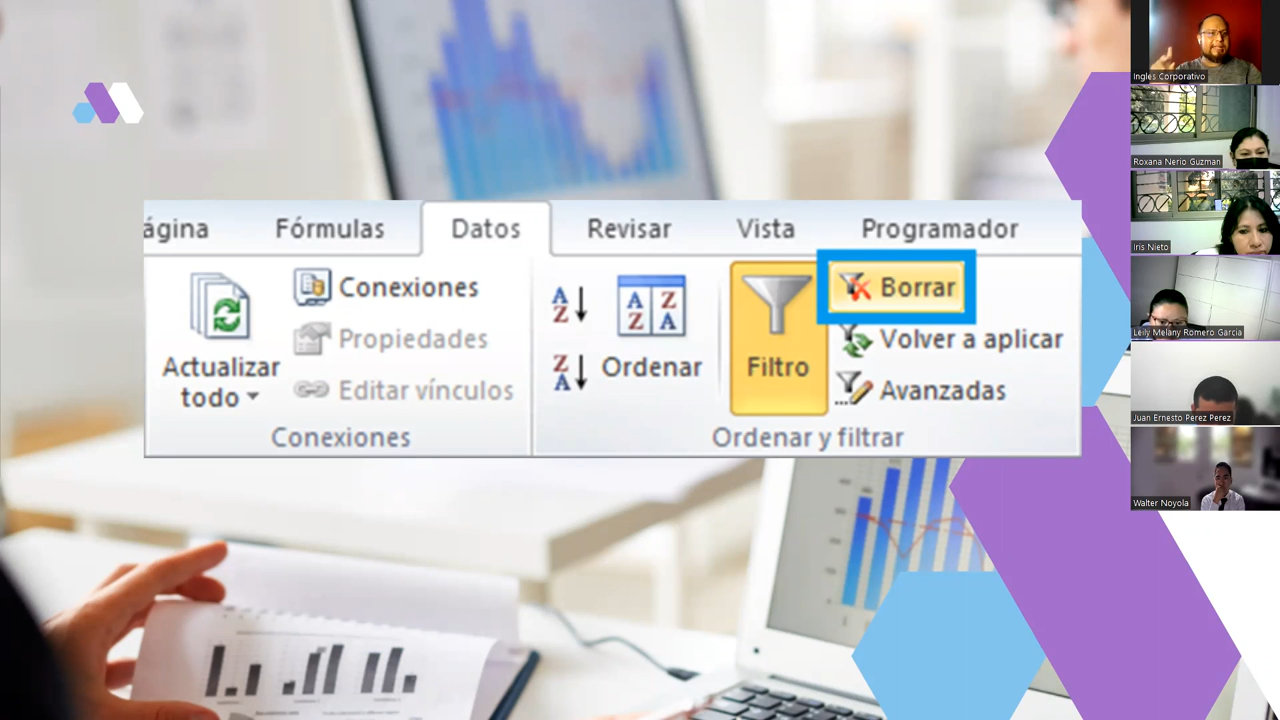 ágina Fórmulas Datos Revisar Vista Programador
Actualizar todo
Conexiones
Propiedades
Editar vínculos
Conexiones
A Z
Z A
A Z Z A
Ordenar
Filtro
Borrar
Volver a aplicar
Avanzadas
Ordenar y filtrar
Ingles Corporativo
Roxana Nerio Guzman
Iris Nieto
Leily Melany Romero Garcia
Juan Ernesto Perez Perez
Walter Noyola